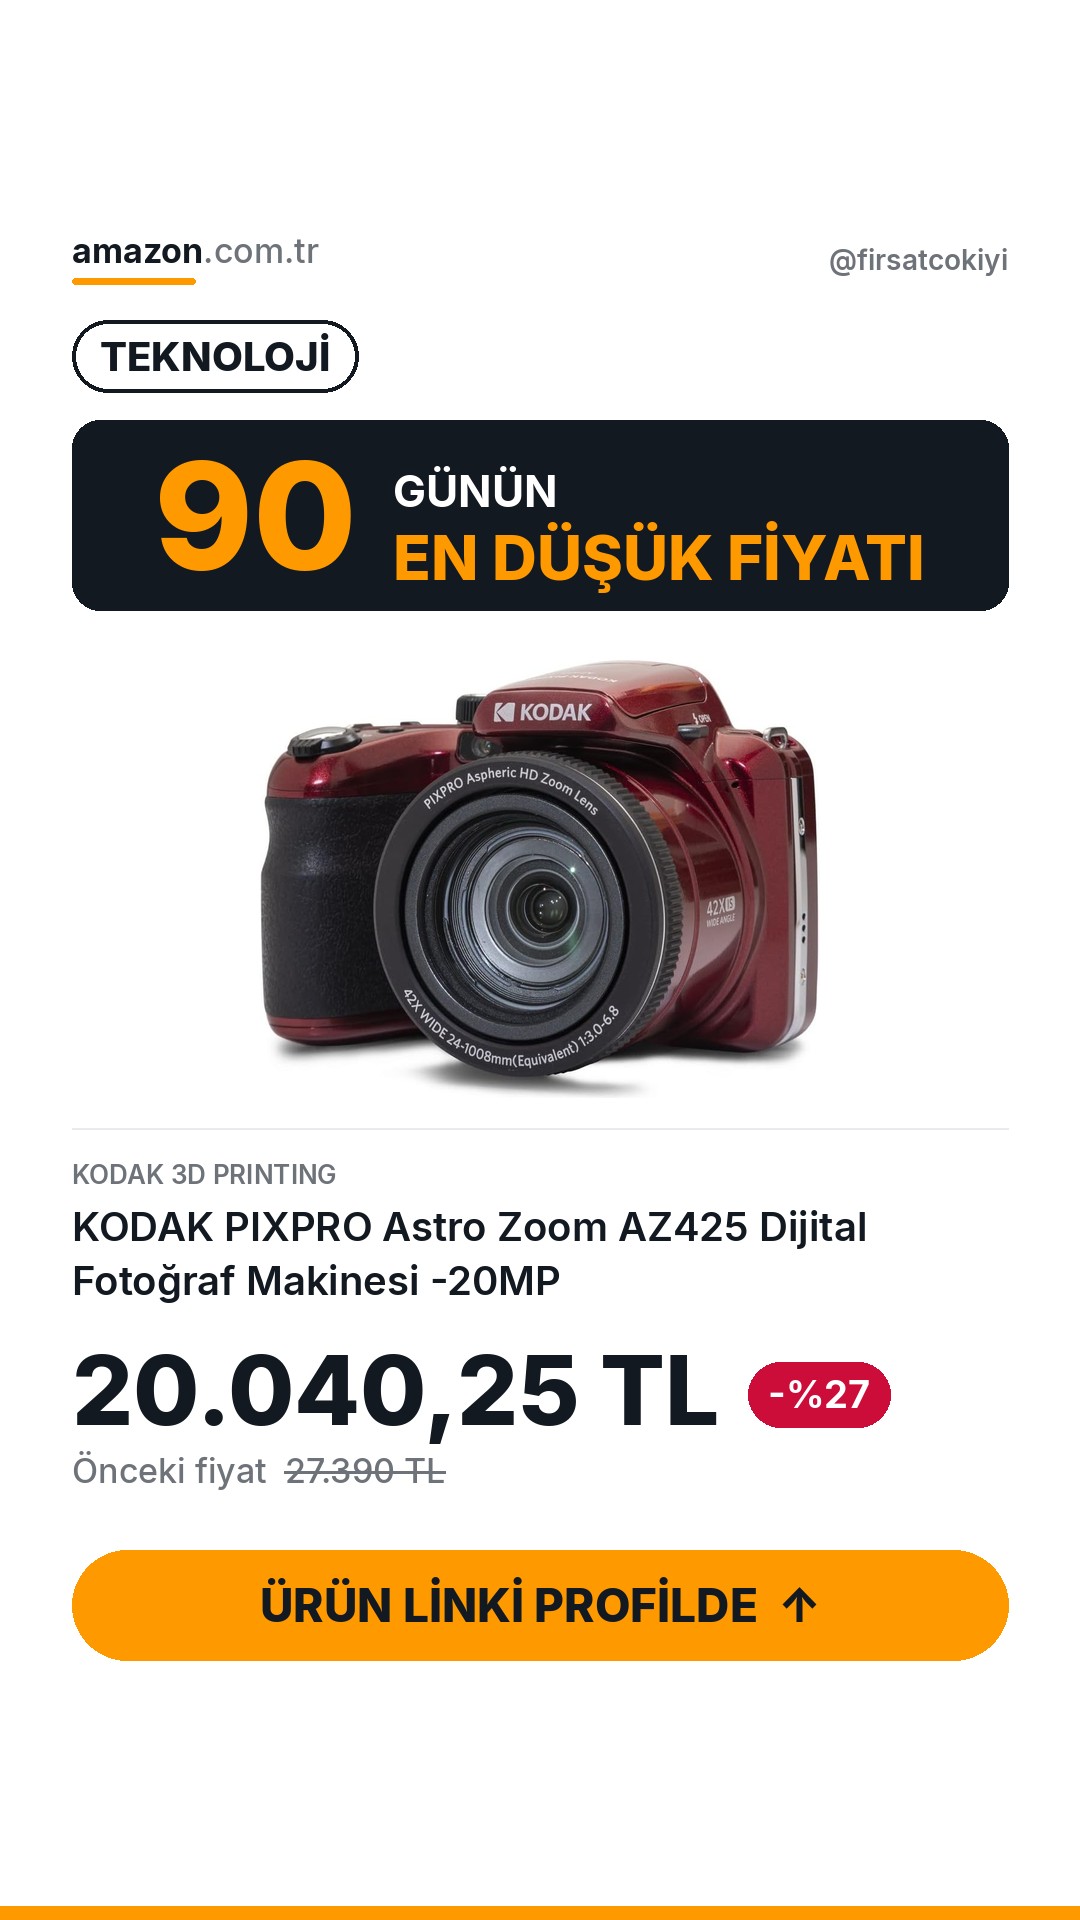 amazon.com.tr
@firsatcokiyi
TEKNOLOJİ
90
GÜNÜN
EN DÜŞÜK FİYATI
KODAK
OPEN
PIXPRO Aspheric HD Zoom Lens
42X IS
WIDE ANGLE
42X WIDE 24-1008mm(Equivalent) 1:3.0-6.8
KODAK 3D PRINTING
KODAK PIXPRO Astro Zoom AZ425 Dijital
Fotoğraf Makinesi -20MP
20.040,25 TL
-%27
Önceki fiyat 27.390 TL
ÜRÜN LİNKİ PROFİLDE ↑